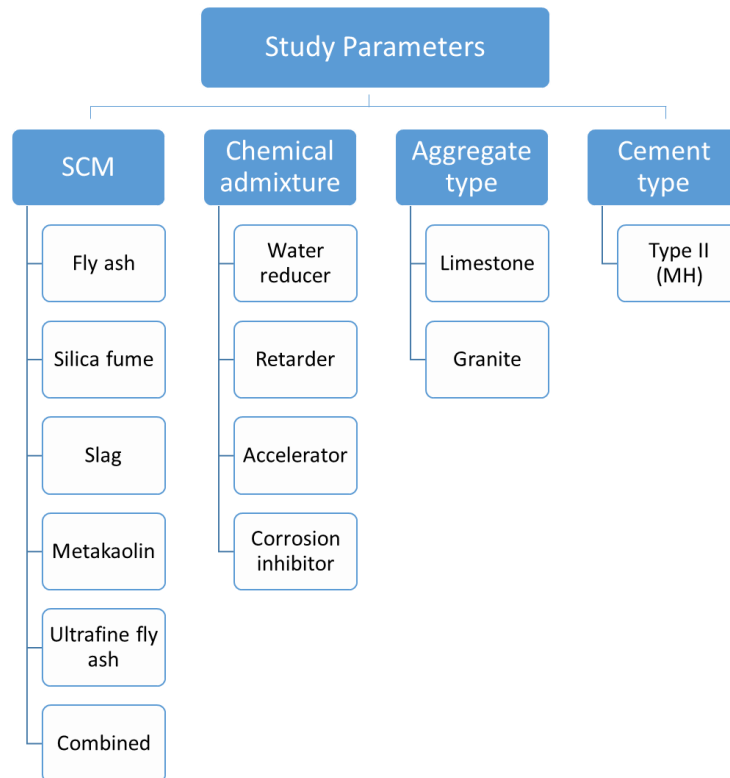 Study Parameters
SCM
Fly ash
Silica fume
Slag
Metakaolin
Ultrafine fly
ash
Combined
Chemical
admixture
Water
reducer
Retarder
Accelerator
Corrosion
inhibitor
Aggregate
type
Limestone
Granite
Cement
type
Type II
(MH)